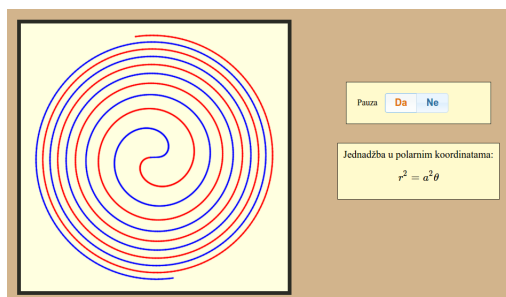 Pauza Da Ne
Jednadžba u polarnim koordinatama:
r² = a²θ